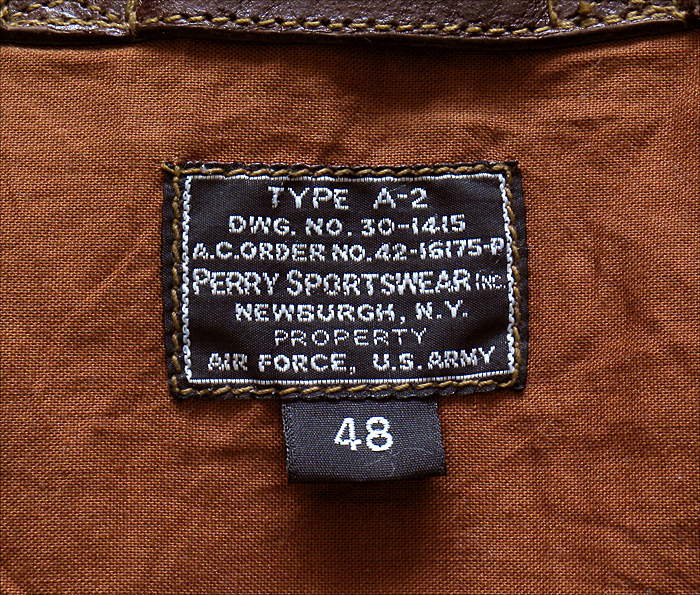 TYPE A-2
DWG. NO. 30-1415
A.C. ORDER NO. 42-16175-P
PERRY SPORTSWEAR INC.
NEWBURGH, N.Y.
PROPERTY
AIR FORCE, U.S. ARMY
48